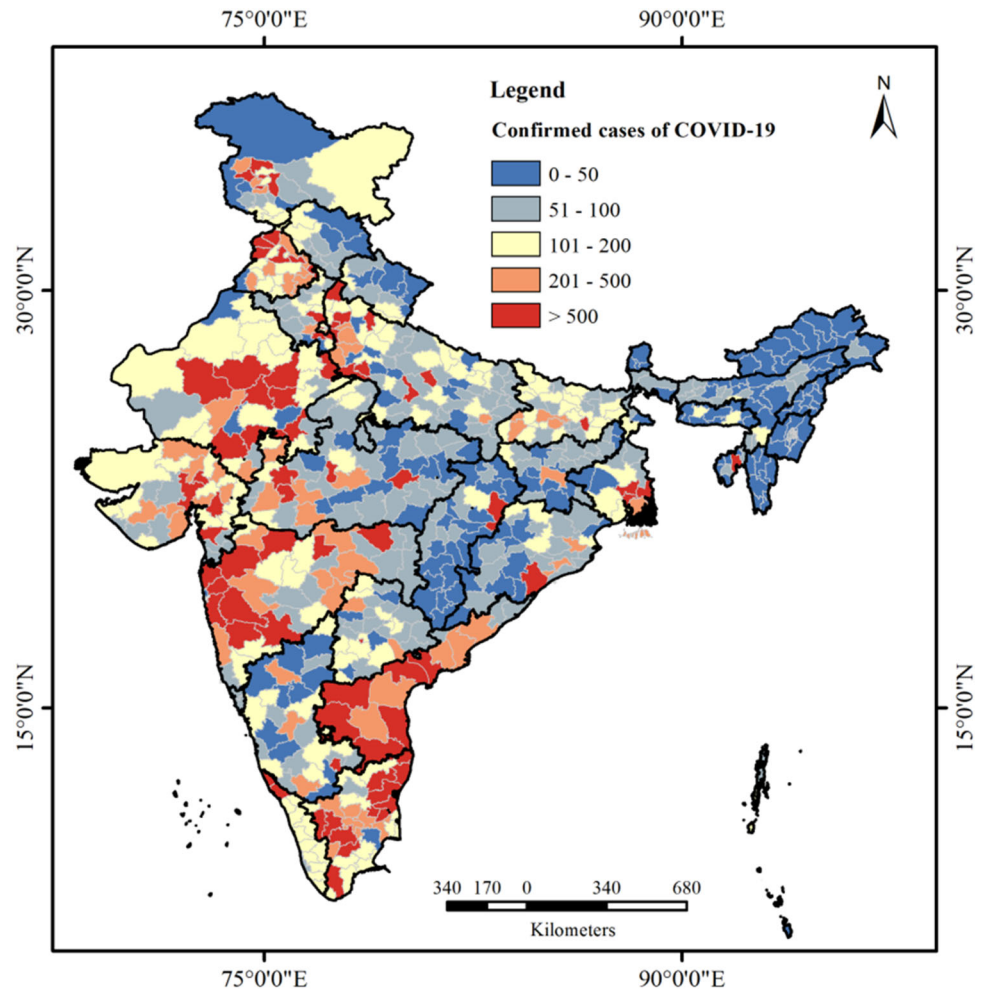 75°0'0"E 90°0'0"E
N
Legend
Confirmed cases of COVID-19
0 - 50
51 - 100
101 - 200
201 - 500
> 500
30°0'0"N 30°0'0"N
15°0'0"N 15°0'0"N
340 170 0 340 680
Kilometers
75°0'0"E 90°0'0"E